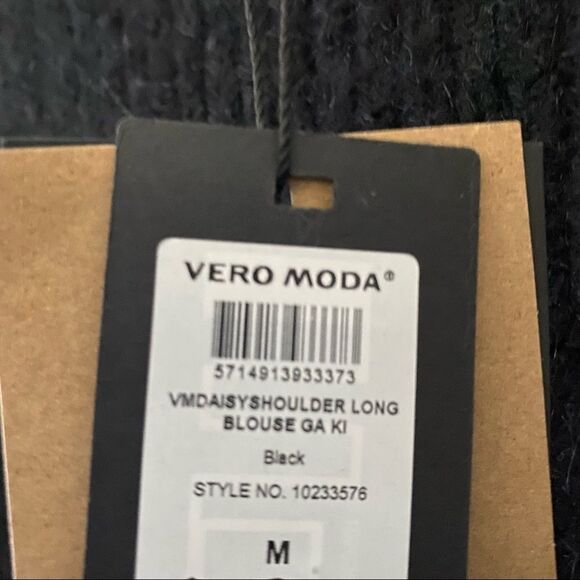 VERO MODA®
5714913933373
VMDAISYSHOULDER LONG
BLOUSE GA KI
Black
STYLE NO. 10233576
M